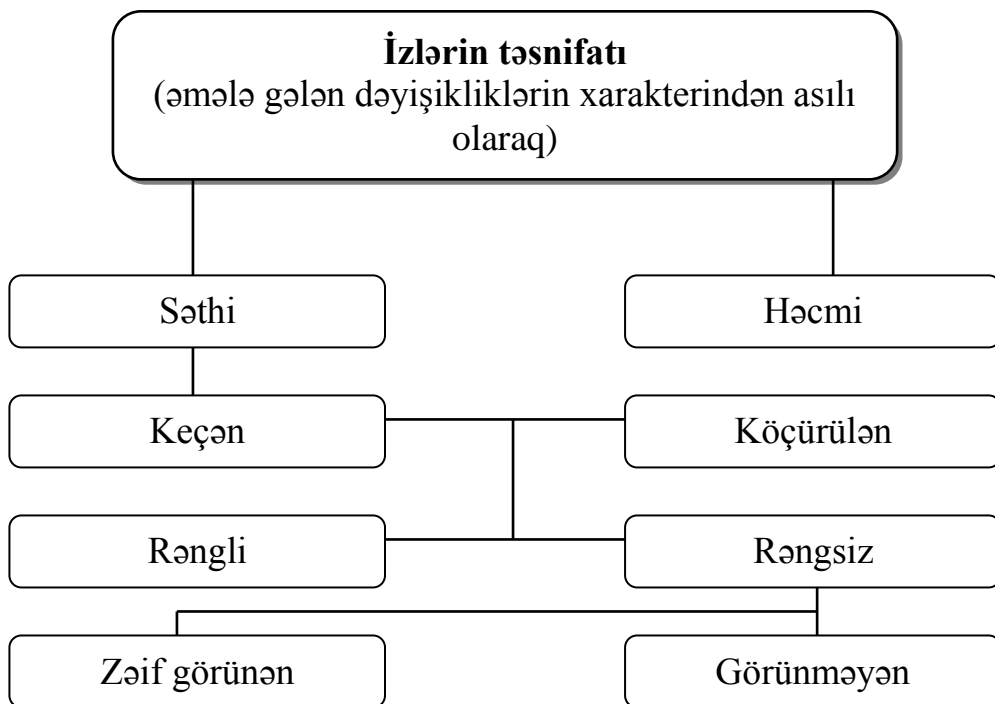 İzlərin təsnifatı
(əmələ gələn dəyişikliklərin xarakterindən asılı
olaraq)
Səthi
Həcmi
Keçən
Köçürülən
Rəngli
Rəngsiz
Zəif görünən
Görünməyən